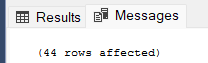 Results Messages
(44 rows affected)